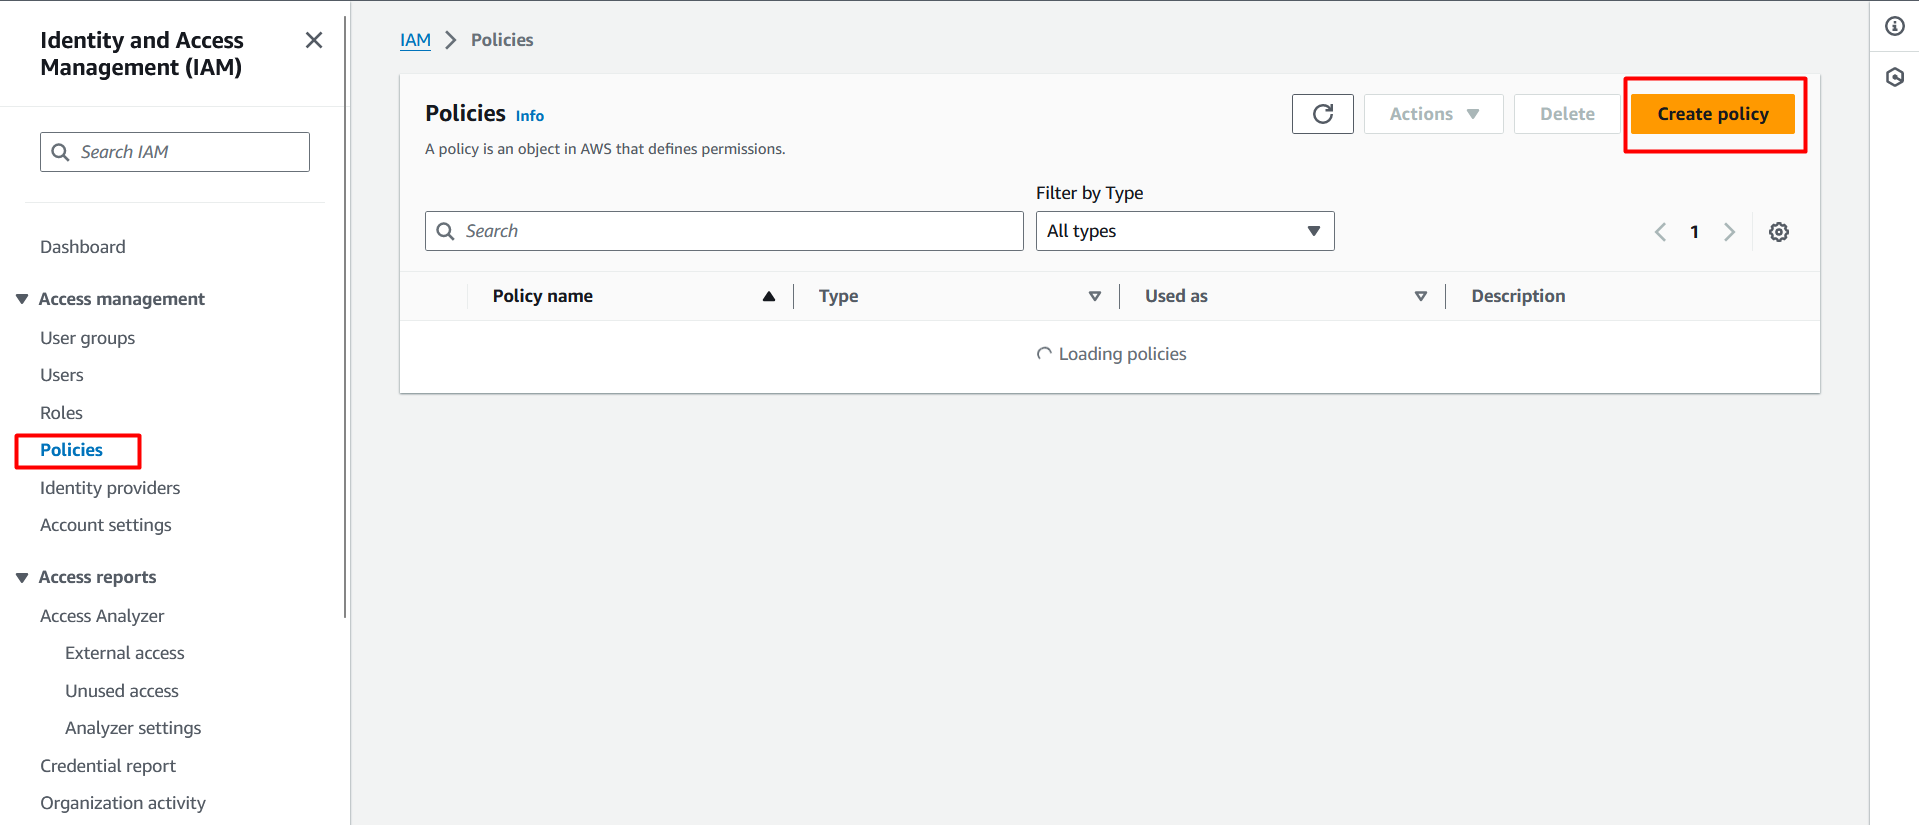 Identity and Access
Management (IAM)
Search IAM
Dashboard
Access management
User groups
Users
Roles
Policies
Identity providers
Account settings
Access reports
Access Analyzer
External access
Unused access
Analyzer settings
Credential report
Organization activity
IAM
Policies
Policies Info
A policy is an object in AWS that defines permissions.
Actions
Delete
Create policy
Filter by Type
Search
All types
1
Policy name
Type
Used as
Description
Loading policies